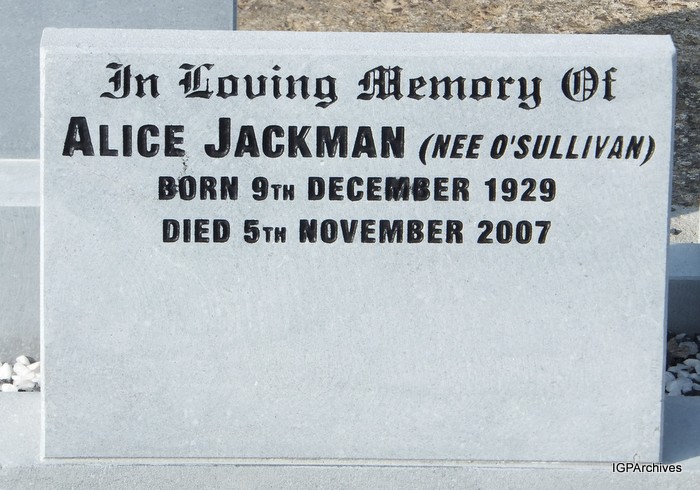 In Loving Memory Of
ALICE JACKMAN (NEE O'SULLIVAN)
BORN 9TH DECEMBER 1929
DIED 5TH NOVEMBER 2007
IGPArchives